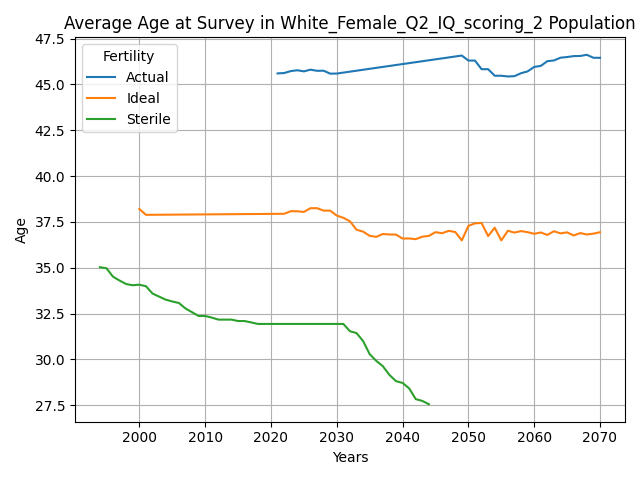 Average Age at Survey in White_Female_Q2_IQ_scoring_2 Population
Fertility
Actual
Ideal
Sterile
Age
47.5
45.0
42.5
40.0
37.5
35.0
32.5
30.0
27.5
2000 2010 2020 2030 2040 2050 2060 2070
Years